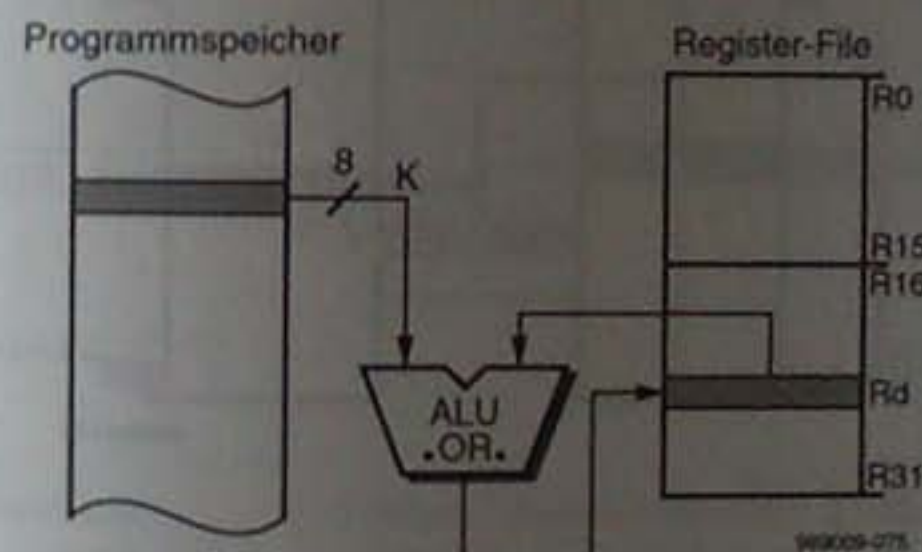 Programmspeicher
Register-File
R0
8
K
R15
R16
ALU
.OR.
Rd
R31